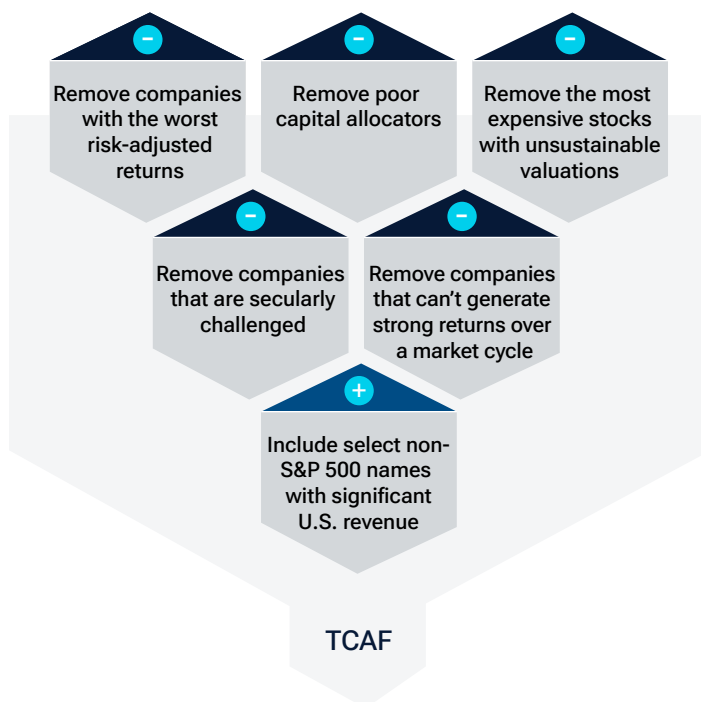 −
Remove companies
with the worst
risk-adjusted
returns
−
Remove poor
capital allocators
−
Remove the most
expensive stocks
with unsustainable
valuations
−
Remove companies
that are secularly
challenged
−
Remove companies
that can’t generate
strong returns over
a market cycle
+
Include select non-
S&P 500 names
with significant
U.S. revenue
TCAF